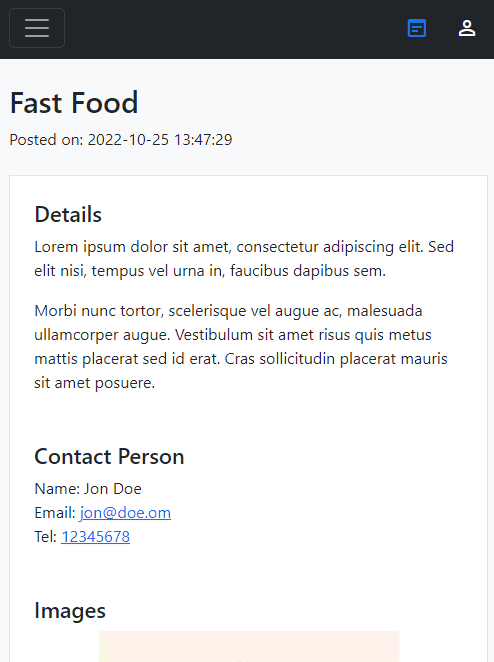 Fast Food
Posted on: 2022-10-25 13:47:29
Details
Lorem ipsum dolor sit amet, consectetur adipiscing elit. Sed
elit nisi, tempus vel urna in, faucibus dapibus sem.
Morbi nunc tortor, scelerisque vel augue ac, malesuada
ullamcorper augue. Vestibulum sit amet risus quis metus
mattis placerat sed id erat. Cras sollicitudin placerat mauris
sit amet posuere.
Contact Person
Name: Jon Doe
Email: jon@doe.om
Tel: 12345678
Images